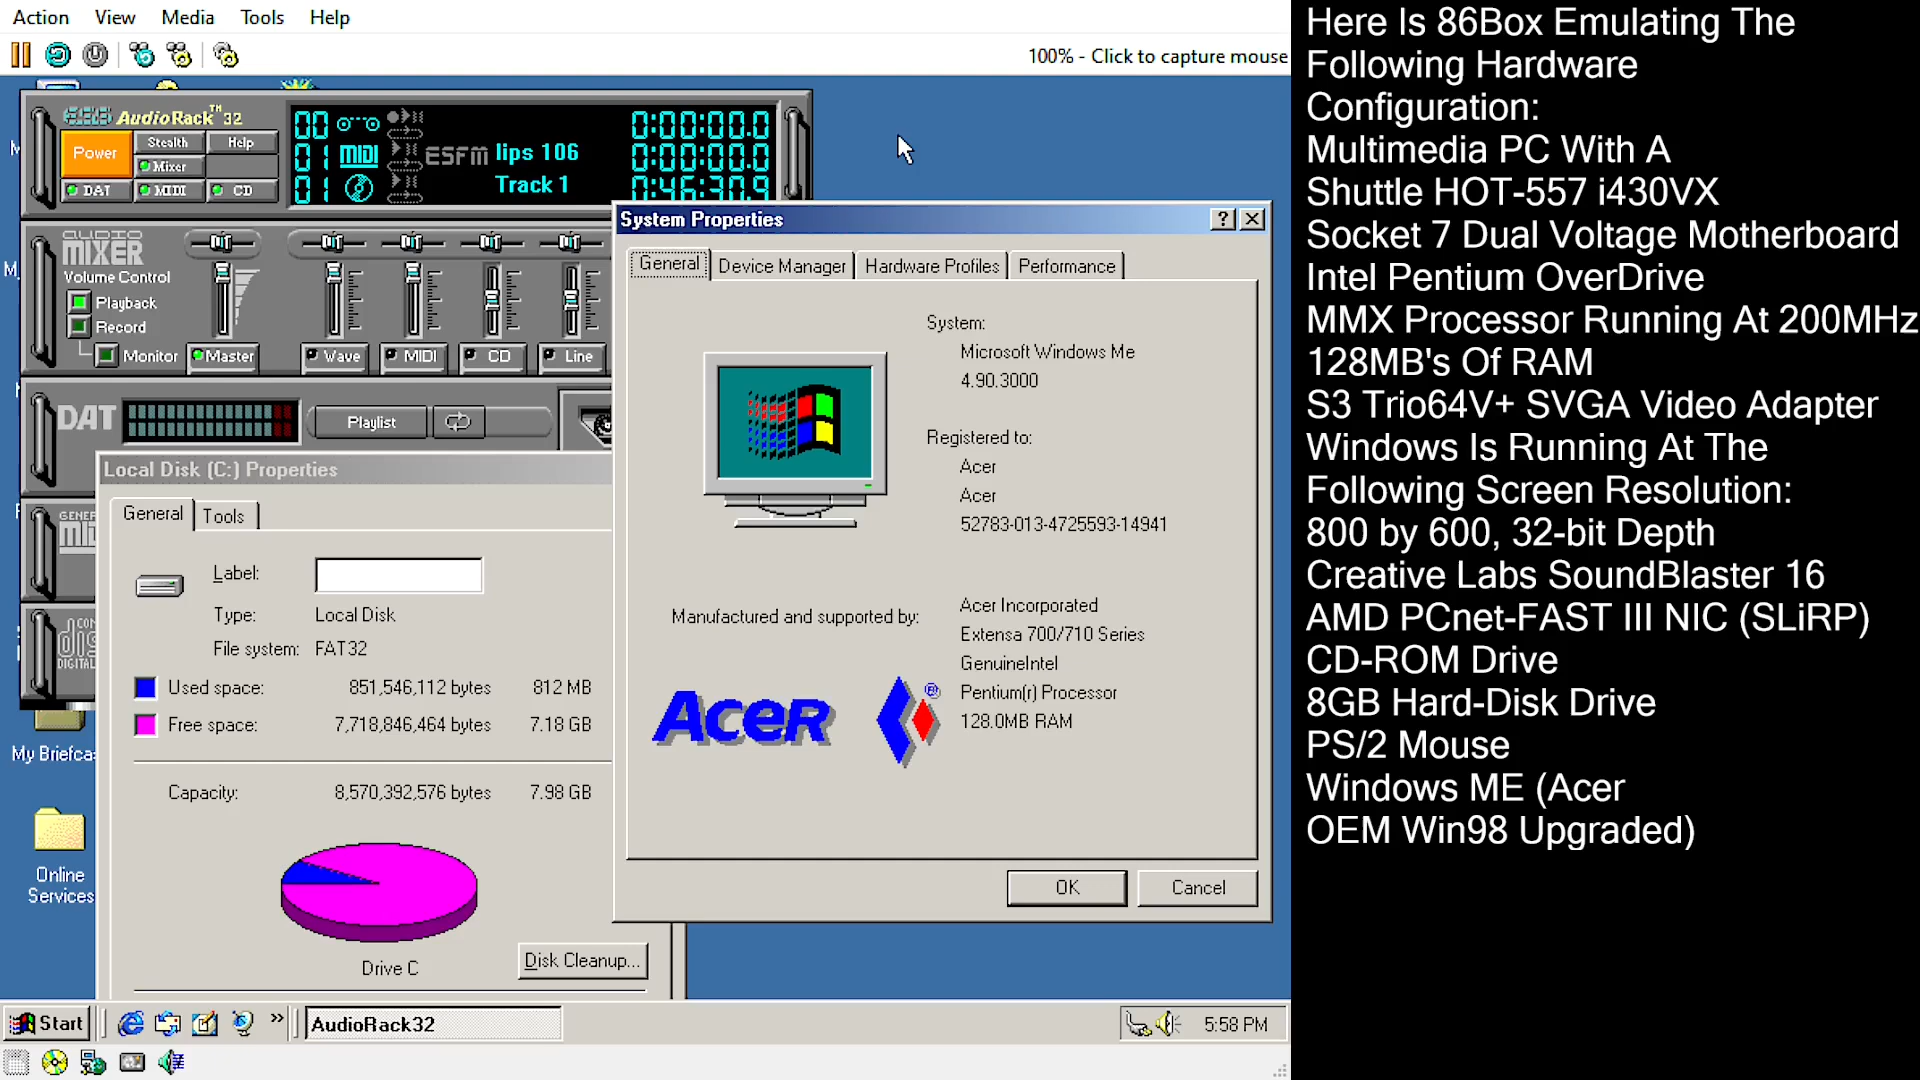 Action View Media Tools Help
100% - Click to capture mouse
ESS AudioRack™ 32
Power Stealth Help
Mixer
DAT MIDI CD
00 0:00:00.0
01 MIDI ESFM lips 106 0:00:00.0
01 Track 1 0:46:30.9
AUDIO MIXER
Volume Control
Playback
Record
Monitor Master Wave MIDI CD Line
DAT Playlist
GENER
MI
CO
DIGITAL
Local Disk (C:) Properties
General Tools
Label:
Type: Local Disk
File system: FAT32
Used space: 851,546,112 bytes 812 MB
Free space: 7,718,846,464 bytes 7.18 GB
Capacity: 8,570,392,576 bytes 7.98 GB
Drive C
Disk Cleanup...
System Properties
General Device Manager Hardware Profiles Performance
System:
Microsoft Windows Me
4.90.3000
Registered to:
Acer
Acer
52783-013-4725593-14941
Manufactured and supported by:
Acer Incorporated
Extensa 700/710 Series
GenuineIntel
Pentium(r) Processor
128.0MB RAM
Acer ®
OK Cancel
My Briefca
Online
Services
Start AudioRack32 5:58 PM
Here Is 86Box Emulating The
Following Hardware
Configuration:
Multimedia PC With A
Shuttle HOT-557 i430VX
Socket 7 Dual Voltage Motherboard
Intel Pentium OverDrive
MMX Processor Running At 200MHz
128MB's Of RAM
S3 Trio64V+ SVGA Video Adapter
Windows Is Running At The
Following Screen Resolution:
800 by 600, 32-bit Depth
Creative Labs SoundBlaster 16
AMD PCnet-FAST III NIC (SLiRP)
CD-ROM Drive
8GB Hard-Disk Drive
PS/2 Mouse
Windows ME (Acer
OEM Win98 Upgraded)